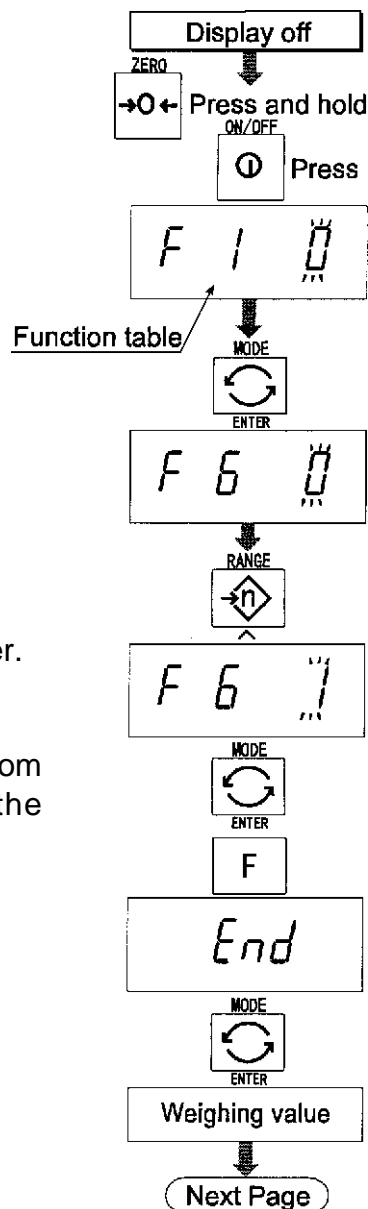 Display off
ZERO
→0← Press and hold
ON/OFF
Press
F 1 0
Function table
MODE
ENTER
F 6 0
RANGE
→n
er.
F 6 1
om
MODE
the
ENTER
F
End
MODE
ENTER
Weighing value
Next Page